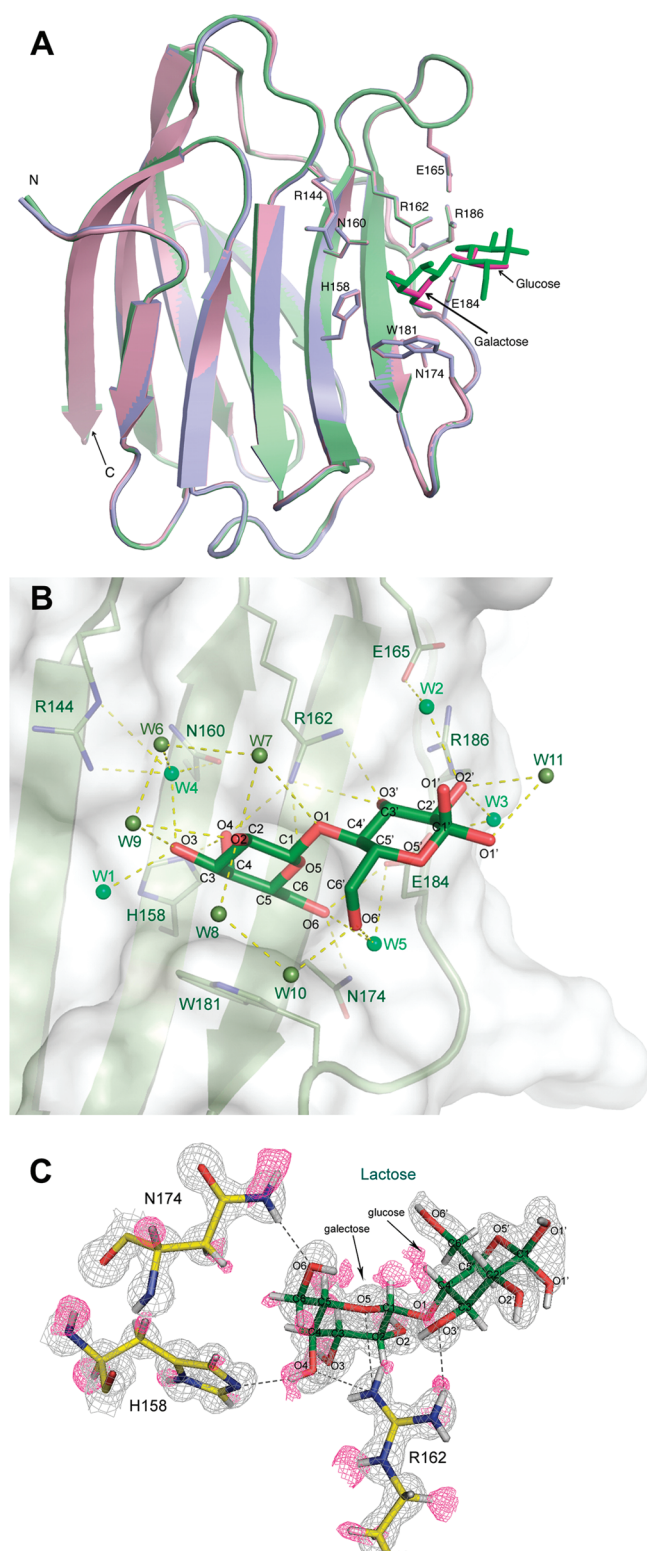 A
N
E165
R144
R162
N160
R186
H158
E184
Glucose
Galactose
W181
N174
C
B
E165
W2
R144
N160
R162
W6
W7
R186
W4
O1'
O2'
W11
O3'
C3'
C2'
W3
W9
O4
C2
O1
C4'
C1'
O2
C1
O3
C5'
O5'
O1'
W1
C4
O5
C3
C6
C6'
E184
C5
H158
O6
O6'
W8
W5
W10
N174
W181
C
Lactose
N174
glucose
galectose
O6'
O5'
O1'
O6
O5
O1
O1'
O2
O2'
O3'
O3
O4
H158
R162